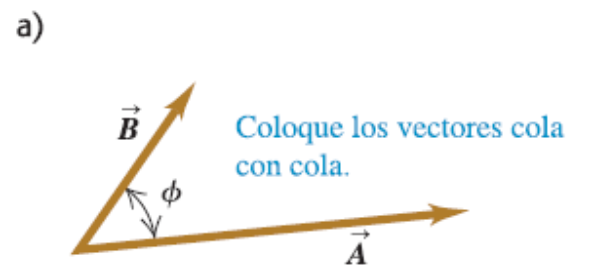 a)
B
Coloque los vectores cola
con cola.
ϕ
A